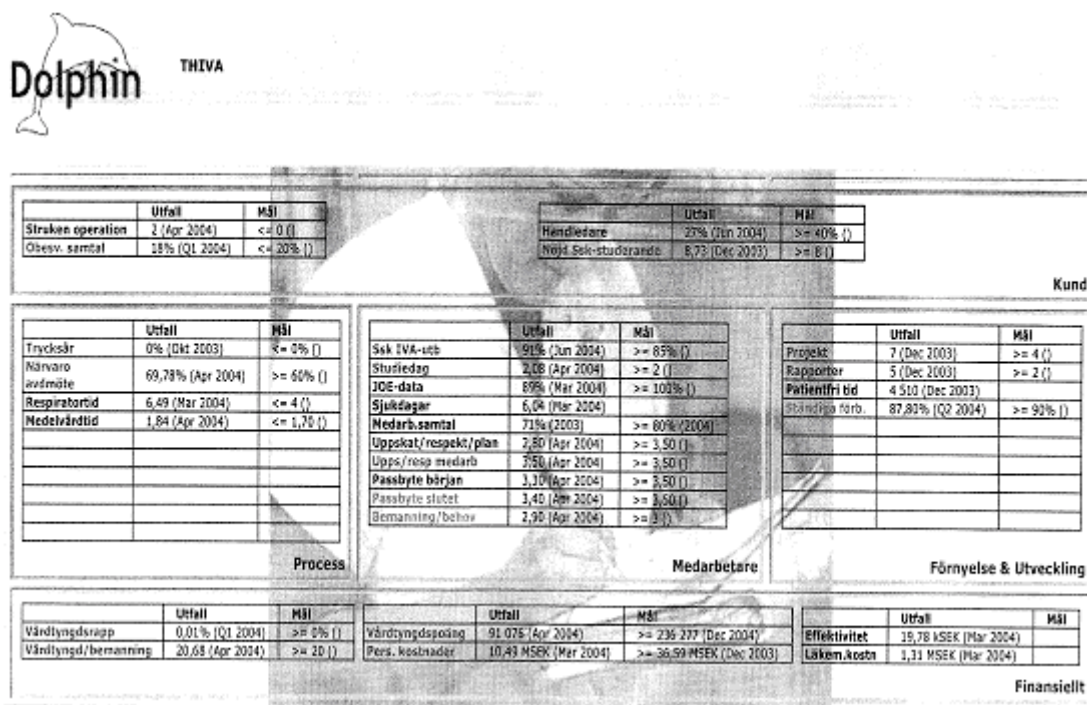 Dolphin
THIVA
Utfall Mål
Struken operation 2 (Apr 2004) <= 0 ()
Obesv. samtal 18% (Q1 2004) <= 20% ()
Utfall Mål
Handledare 27% (Jun 2004) >= 40% ()
Nöjd Ssk-studerande 8,73 (Dec 2003) >= 8 ()
Kund
Utfall Mål
Trycksår 0% (Okt 2003) <= 0% ()
Närvaro
avdmöte 69,78% (Apr 2004) >= 60% ()
Respiratortid 6,49 (Mar 2004) <= 4 ()
Medelvårdtid 1,84 (Apr 2004) <= 1,70 ()
Process
Utfall Mål
Ssk IVA-utb 91% (Jun 2004) >= 85% ()
Studiedag 2,08 (Apr 2004) >= 2 ()
JOE-data 89% (Mar 2004) >= 100% ()
Sjukdagar 6,04 (Mar 2004)
Medarb.samtal 71% (2003) >= 80% (2004)
Uppskat/respekt/plan 2,80 (Apr 2004) >= 3,50 ()
Upps/resp medarb 3,50 (Apr 2004) >= 3,50 ()
Passbyte början 3,30 (Apr 2004) >= 3,50 ()
Passbyte slutet 3,40 (Apr 2004) >= 3,50 ()
Bemanning/behov 2,90 (Apr 2004) >= 3 ()
Medarbetare
Utfall Mål
Projekt 7 (Dec 2003) >= 4 ()
Rapporter 5 (Dec 2003) >= 2 ()
Patientfri tid 4 510 (Dec 2003)
Ständiga förb. 87,80% (Q2 2004) >= 90% ()
Förnyelse & Utveckling
Utfall Mål
Vårdtyngdsrapp 0,01% (Q1 2004) >= 0% ()
Vårdtyngd/bemanning 20,68 (Apr 2004) >= 20 ()
Utfall Mål
Vårdtyngdspoäng 91 076 (Apr 2004) >= 236 277 (Dec 2004)
Pers. kostnader 10,49 MSEK (Mar 2004) >= 36,59 MSEK (Dec 2003)
Utfall Mål
Effektivitet 19,78 kSEK (Mar 2004)
Läkem.kostn 1,31 MSEK (Mar 2004)
Finansiellt